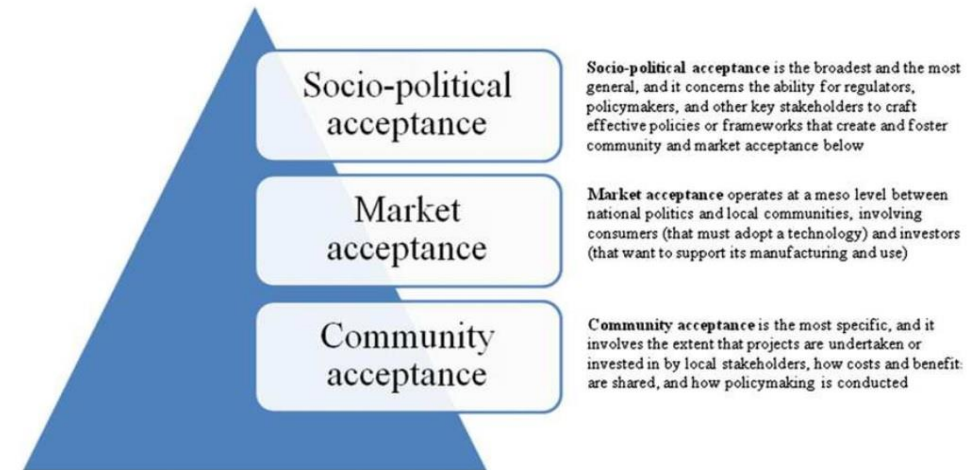 Socio-political
acceptance
Socio-political acceptance is the broadest and the most
general, and it concerns the ability for regulators,
policymakers, and other key stakeholders to craft
effective policies or frameworks that create and foster
community and market acceptance below
Market
acceptance
Market acceptance operates at a meso level between
national politics and local communities, involving
consumers (that must adopt a technology) and investors
(that want to support its manufacturing and use)
Community
acceptance
Community acceptance is the most specific, and it
involves the extent that projects are undertaken or
invested in by local stakeholders, how costs and benefit
are shared, and how policymaking is conducted